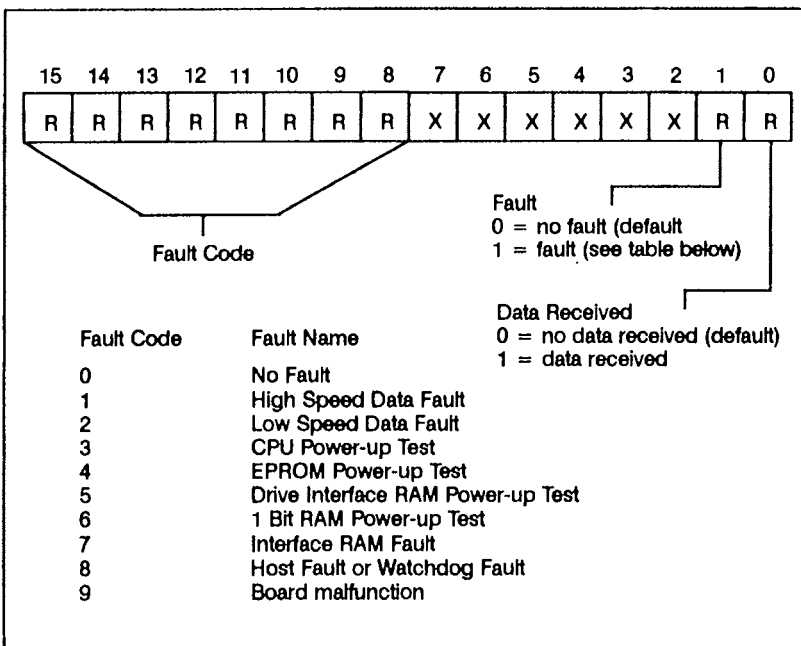 15 14 13 12 11 10 9 8 7 6 5 4 3 2 1 0
R R R R R R R R X X X X X X R R
Fault Code
Fault
0 = no fault (default
1 = fault (see table below)
Data Received
0 = no data received (default)
1 = data received
Fault Code Fault Name
0 No Fault
1 High Speed Data Fault
2 Low Speed Data Fault
3 CPU Power-up Test
4 EPROM Power-up Test
5 Drive Interface RAM Power-up Test
6 1 Bit RAM Power-up Test
7 Interface RAM Fault
8 Host Fault or Watchdog Fault
9 Board malfunction